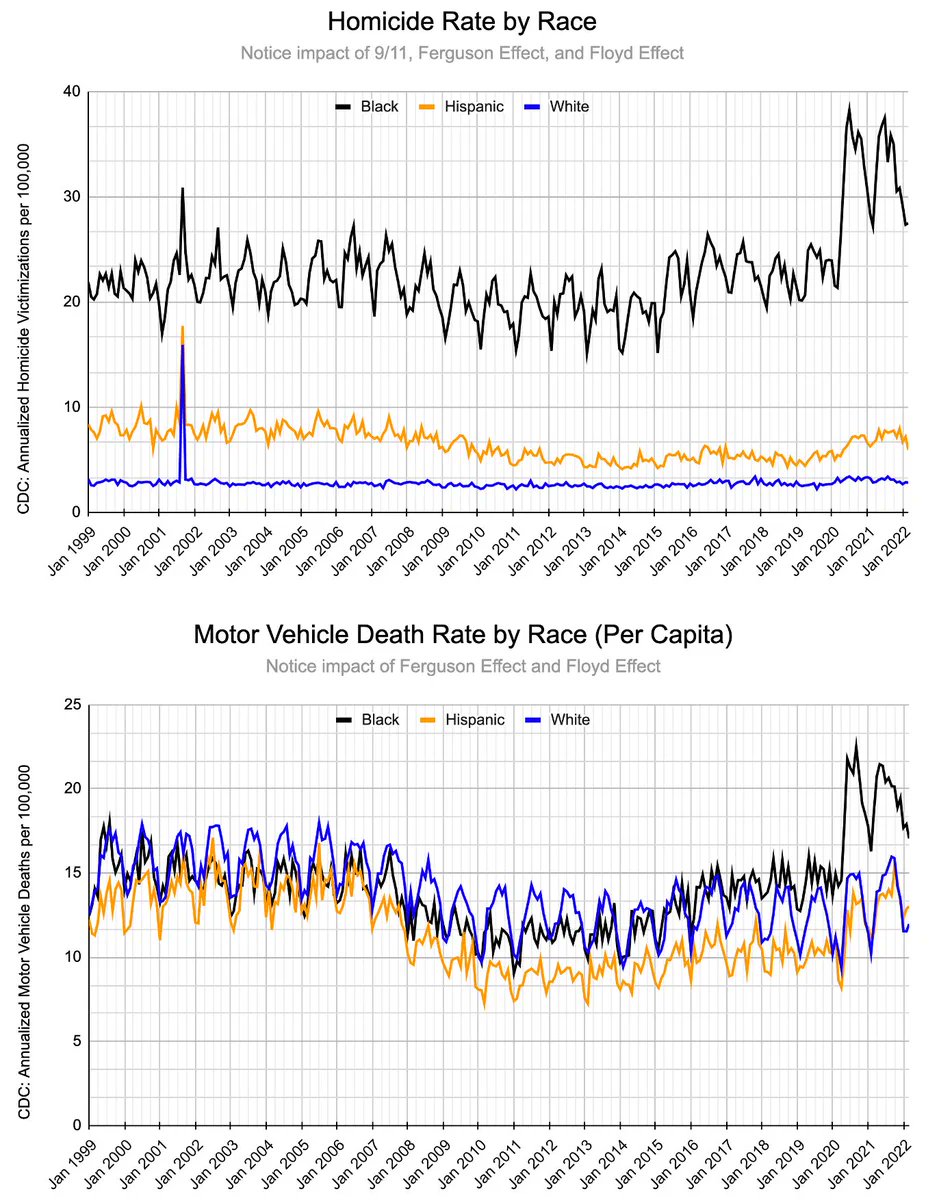 Homicide Rate by Race
Notice impact of 9/11, Ferguson Effect, and Floyd Effect
Black
Hispanic
White
CDC: Annualized Homicide Victimizations per 100,000
40
30
20
10
0
Jan 1999
Jan 2000
Jan 2001
Jan 2002
Jan 2003
Jan 2004
Jan 2005
Jan 2006
Jan 2007
Jan 2008
Jan 2009
Jan 2010
Jan 2011
Jan 2012
Jan 2013
Jan 2014
Jan 2015
Jan 2016
Jan 2017
Jan 2018
Jan 2019
Jan 2020
Jan 2021
Jan 2022
Motor Vehicle Death Rate by Race (Per Capita)
Notice impact of Ferguson Effect and Floyd Effect
Black
Hispanic
White
CDC: Annualized Motor Vehicle Deaths per 100,000
25
20
15
10
5
0
Jan 1999
Jan 2000
Jan 2001
Jan 2002
Jan 2003
Jan 2004
Jan 2005
Jan 2006
Jan 2007
Jan 2008
Jan 2009
Jan 2010
Jan 2011
Jan 2012
Jan 2013
Jan 2014
Jan 2015
Jan 2016
Jan 2017
Jan 2018
Jan 2019
Jan 2020
Jan 2021
Jan 2022